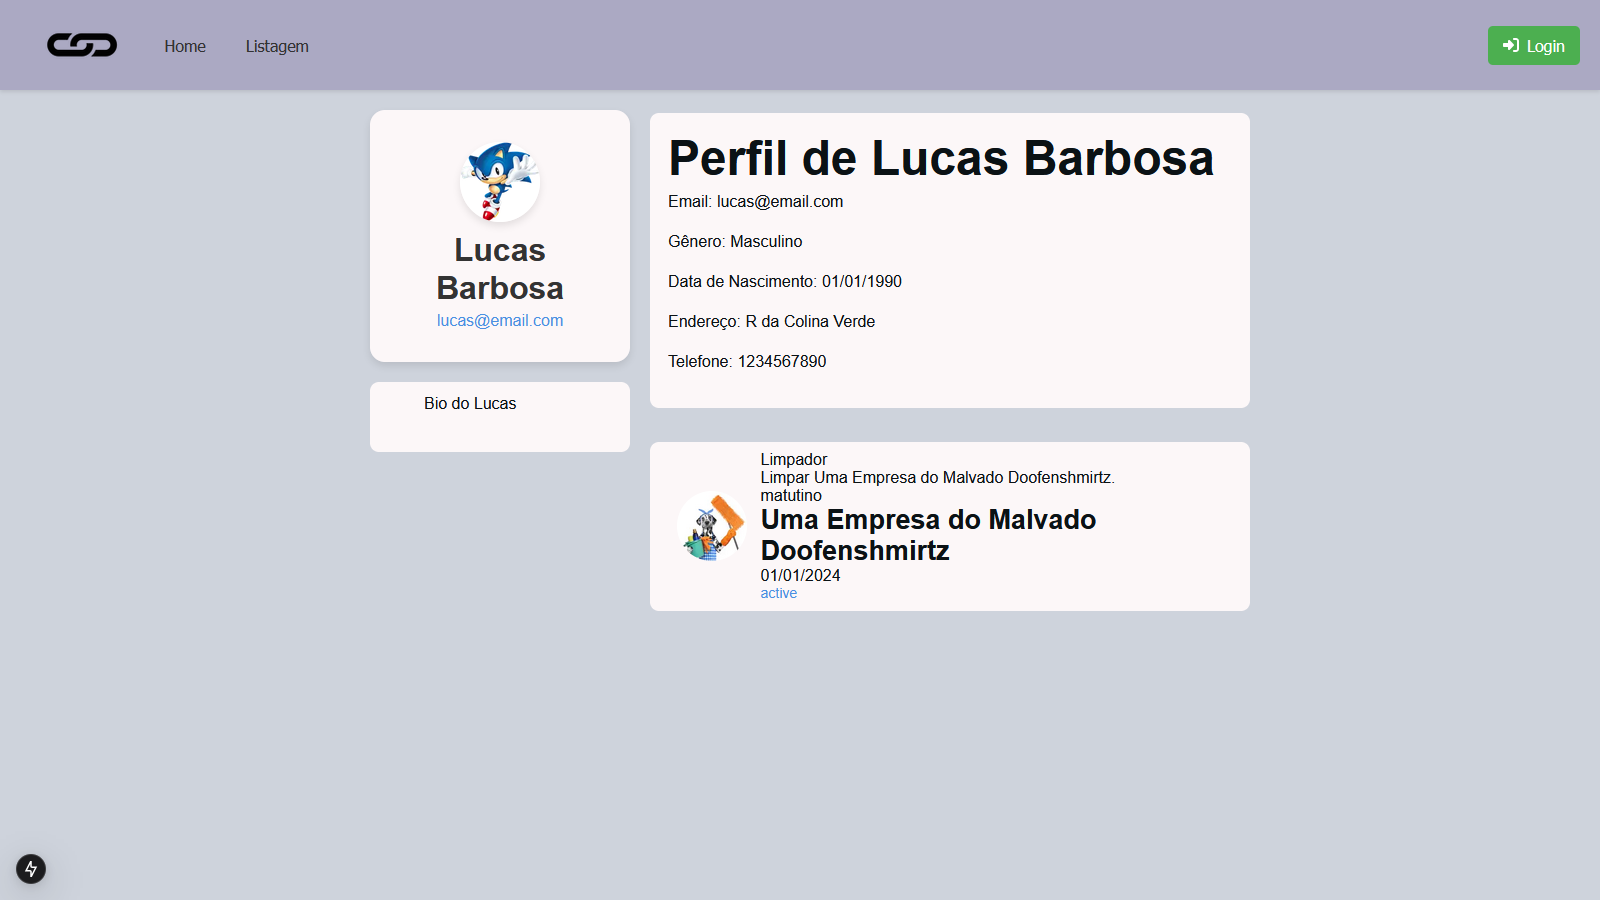 Home
Listagem
Login
Lucas
Barbosa
lucas@email.com
Bio do Lucas
Perfil de Lucas Barbosa
Email: lucas@email.com
Gênero: Masculino
Data de Nascimento: 01/01/1990
Endereço: R da Colina Verde
Telefone: 1234567890
Limpador
Limpar Uma Empresa do Malvado Doofenshmirtz.
matutino
Uma Empresa do Malvado
Doofenshmirtz
01/01/2024
active